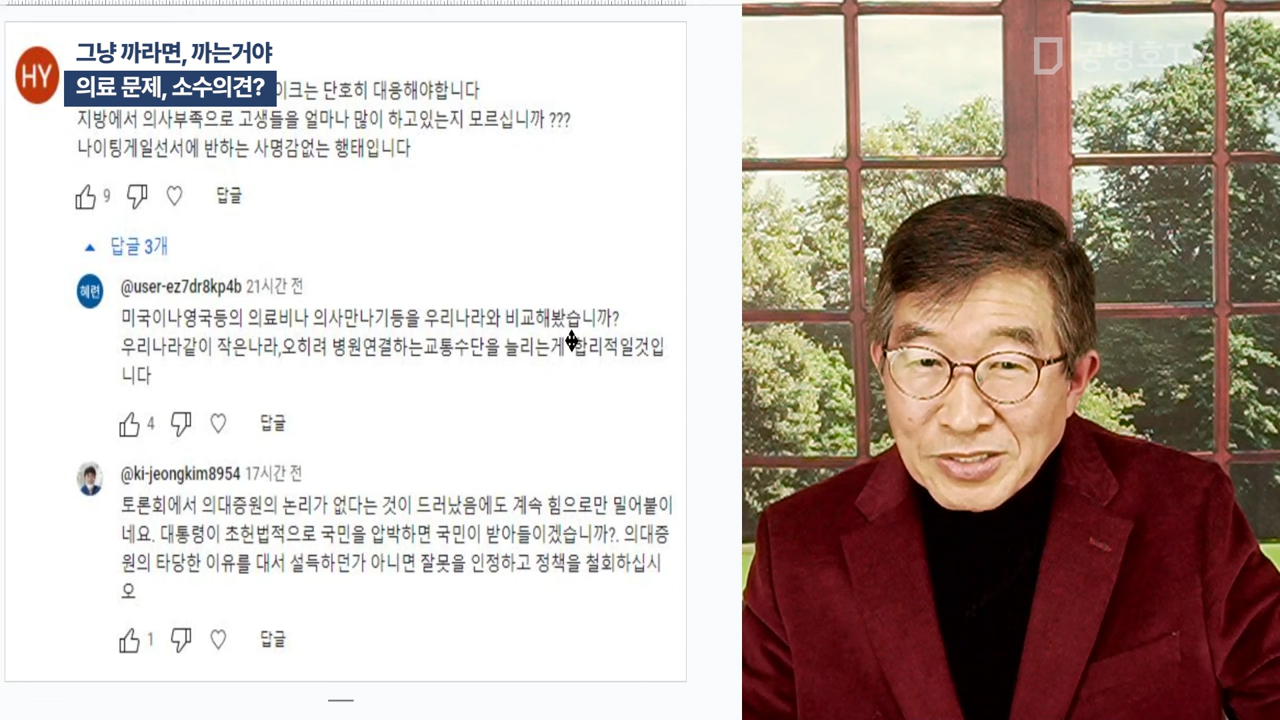 그냥 까라면, 까는거야
의료 문제, 소수의견?
HY
이크는 단호히 대응해야합니다
지방에서 의사부족으로 고생들을 얼마나 많이 하고있는지 모르십니까 ???
나이팅게일선서에 반하는 사명감없는 행태입니다
9 답글
답글 3개
혜련
@user-ez7dr8kp4b 21시간 전
미국이나영국등의 의료비나 의사만나기등을 우리나라와 비교해봤습니까?
우리나라같이 작은나라,오히려 병원연결하는교통수단을 늘리는게 합리적일것입
니다
4 답글
@ki-jeongkim8954 17시간 전
토론회에서 의대증원의 논리가 없다는 것이 드러났음에도 계속 힘으로만 밀어붙이
네요. 대통령이 초헌법적으로 국민을 압박하면 국민이 받아들이겠습니까?. 의대증
원의 타당한 이유를 대서 설득하던가 아니면 잘못을 인정하고 정책을 철회하십시
오
1 답글
공병호TV